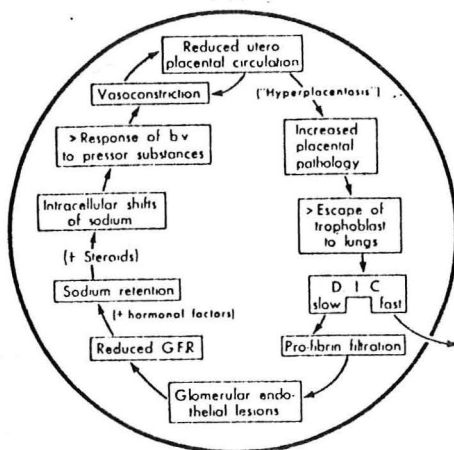 Reduced utero
placental circulation
("Hyperplacentosis")
Increased
placental
pathology
> Escape of
trophoblast
to lungs
D I C
slow fast
Pro-fibrin filtration
Glomerular endo-
thelial lesions
Reduced GFR
(+ hormonal factors)
Sodium retention
(+ Steroids)
Intracellular shifts
of sodium
> Response of bv
to pressor substances
Vasoconstriction